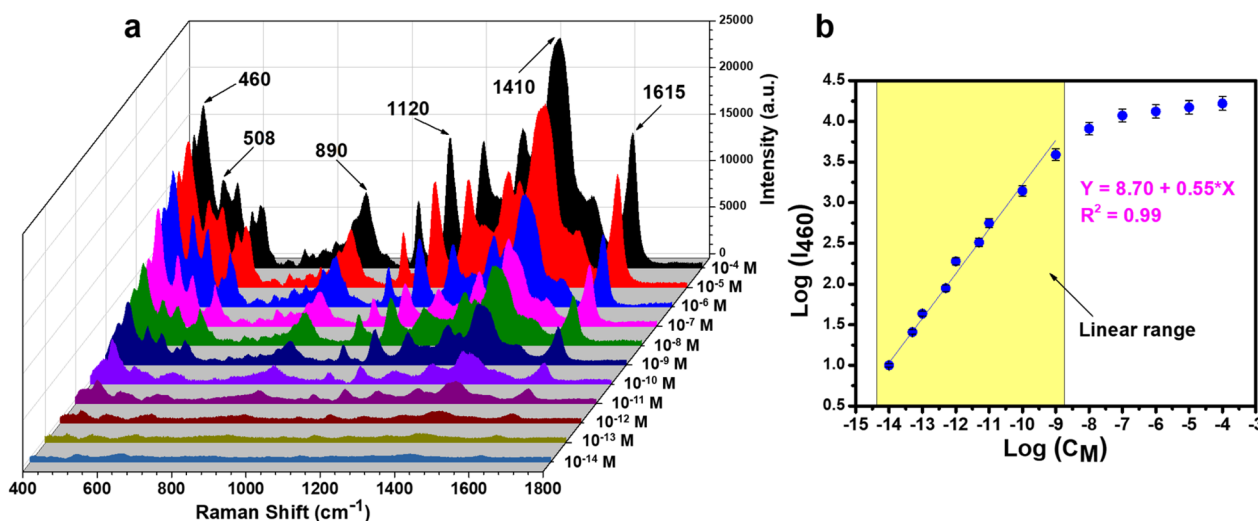 a
460
508
890
1120
1410
1615
25000
20000
15000
10000
5000
0
Intensity (a.u.)
10⁻⁴ M
10⁻⁵ M
10⁻⁶ M
10⁻⁷ M
10⁻⁸ M
10⁻⁹ M
10⁻¹⁰ M
10⁻¹¹ M
10⁻¹² M
10⁻¹³ M
10⁻¹⁴ M
400 600 800 1000 1200 1400 1600 1800
Raman Shift (cm⁻¹)
b
4.5
4.0
3.5
3.0
2.5
2.0
1.5
1.0
0.5
Log (I460)
Y = 8.70 + 0.55*X
R² = 0.99
Linear range
-15 -14 -13 -12 -11 -10 -9 -8 -7 -6 -5 -4 -3
Log (CM)